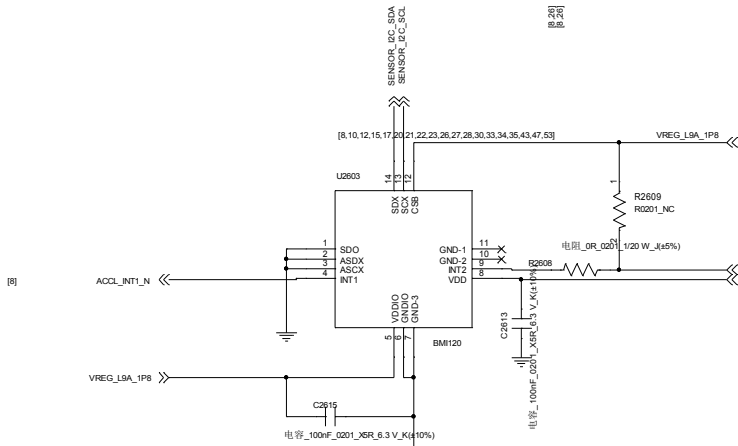 SENSOR_I2C_SDA
SENSOR_I2C_SCL
[8,26]
[8,26]
[8,10,12,15,17,20,21,22,23,26,27,28,30,33,34,35,43,47,53]
VREG_L9A_1P8
U2603
14
13
12
SDX
SCX
CSB
1
R2609
R0201_NC
2
1
2
3
4
SDO
ASDX
ASCX
INT1
GND-1
GND-2
INT2
VDD
11
10
9
8
电阻_0R_0201_1/20 W_J(±5%)
R2608
[8]
ACCL_INT1_N
VDDIO
GNDIO
GND-3
5
6
7
BMI120
C2613
电容_100nF_0201_X5R_6.3 V_K(±10%)
VREG_L9A_1P8
C2615
电容_100nF_0201_X5R_6.3 V_K(±10%)